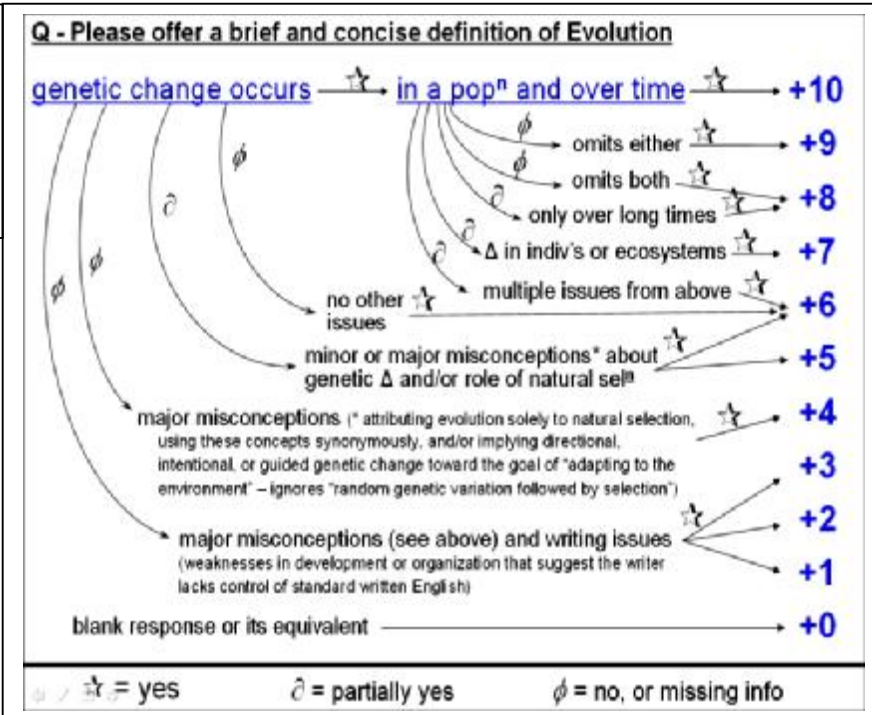 Q - Please offer a brief and concise definition of Evolution
genetic change occurs ☆ in a popⁿ and over time ☆ +10
ϕ omits either ☆ +9
ϕ omits both ☆ +8
∂ only over long times ☆
∂ Δ in indiv's or ecosystems ☆ +7
∂ multiple issues from above ☆ +6
∂ ϕ ϕ ϕ
no other ☆
issues
minor or major misconceptions* about ☆ +5
genetic Δ and/or role of natural selⁿ
major misconceptions (* attributing evolution solely to natural selection, ☆ +4
using these concepts synonymously, and/or implying directional,
intentional, or guided genetic change toward the goal of "adapting to the +3
environment" – ignores "random genetic variation followed by selection")
major misconceptions (see above) and writing issues ☆ +2
(weaknesses in development or organization that suggest the writer
lacks control of standard written English) +1
blank response or its equivalent +0
☆ = yes ∂ = partially yes ϕ = no, or missing info